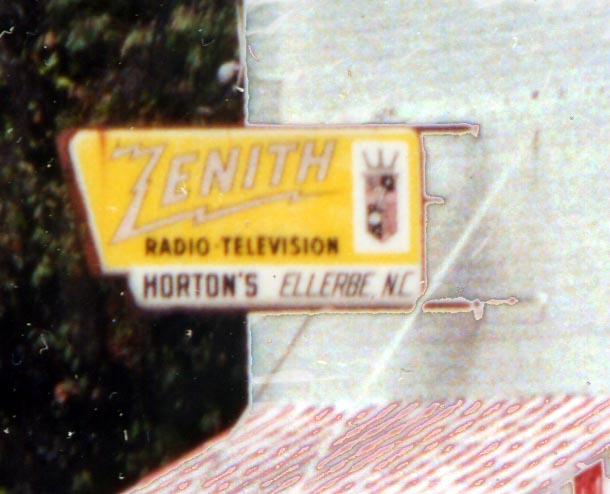 ZENITH
RADIO·TELEVISION
HORTON'S ELLERBE, N.C